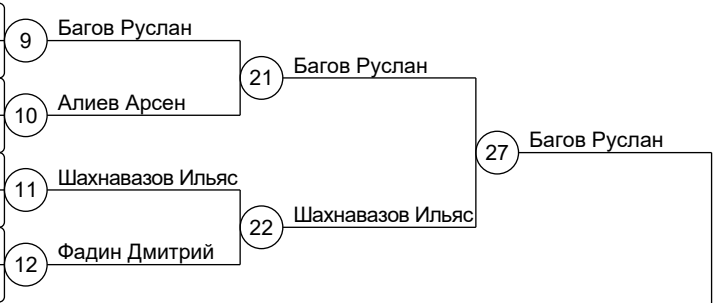 9 Багов Руслан
21 Багов Руслан
10 Алиев Арсен
27 Багов Руслан
11 Шахнавазов Ильяс
22 Шахнавазов Ильяс
12 Фадин Дмитрий